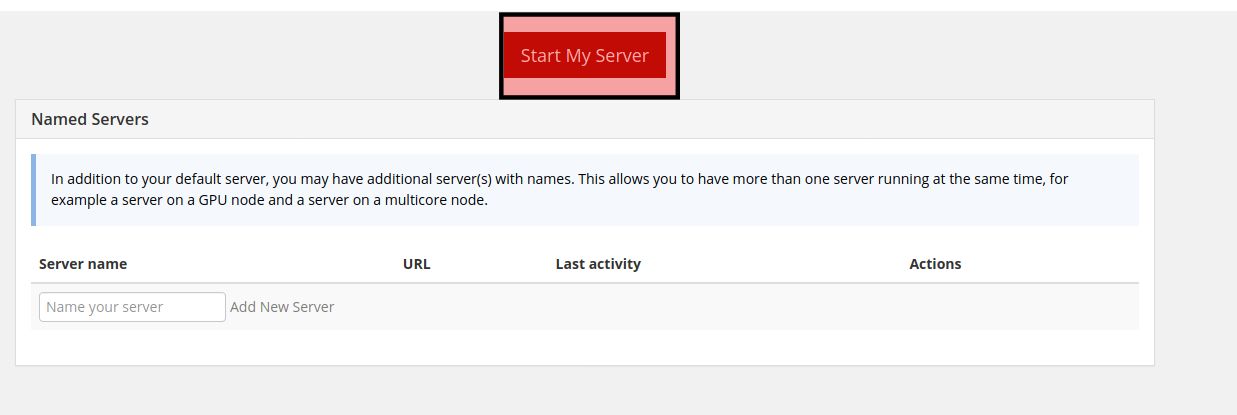 Start My Server
Named Servers
In addition to your default server, you may have additional server(s) with names. This allows you to have more than one server running at the same time, for
example a server on a GPU node and a server on a multicore node.
Server name URL Last activity Actions
Name your server Add New Server